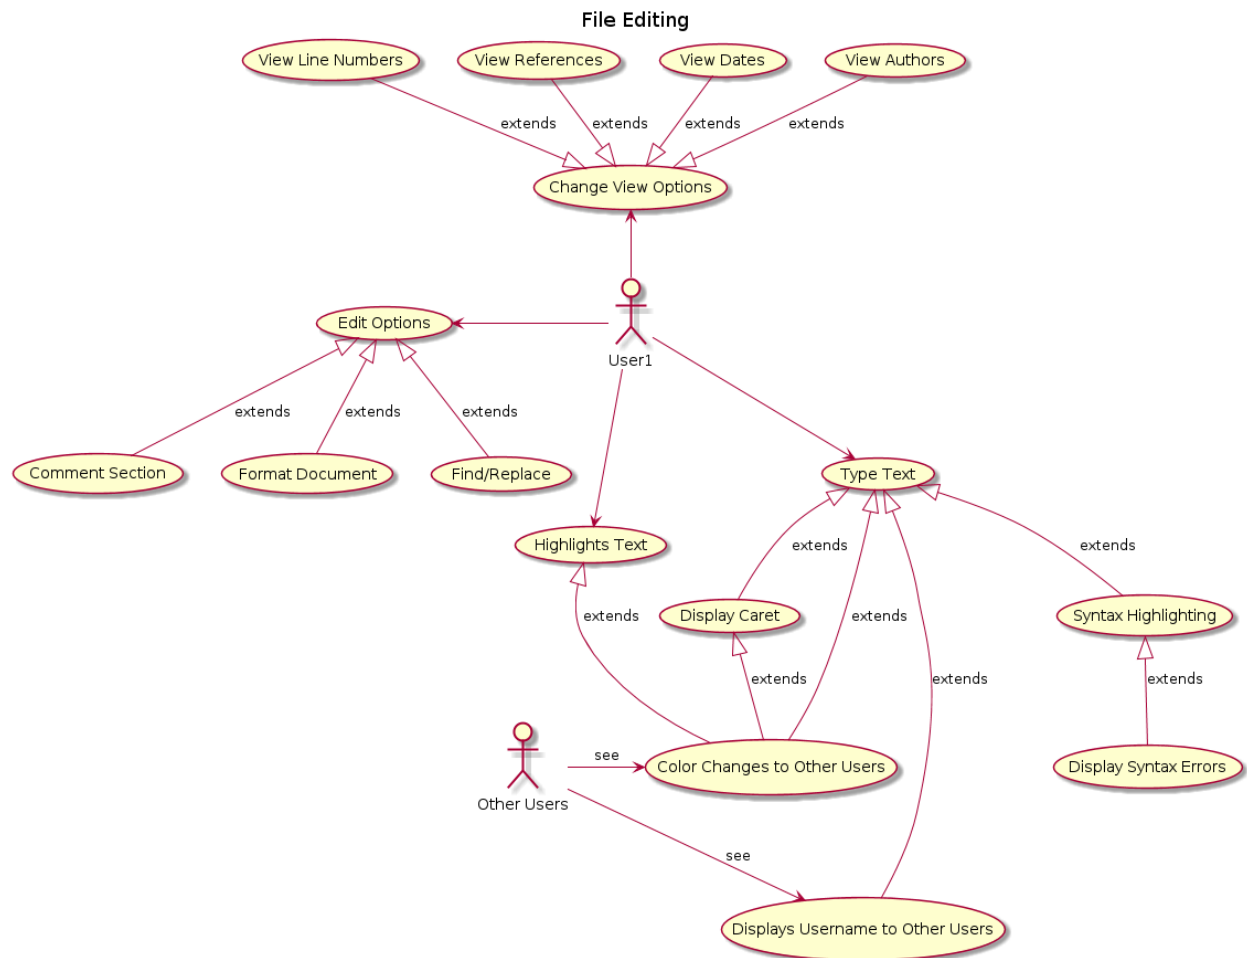 File Editing
View Line Numbers
View References
View Dates
View Authors
extends
extends
extends
extends
Change View Options
Edit Options
User1
extends
extends
extends
Comment Section
Format Document
Find/Replace
Type Text
Highlights Text
extends
extends
extends
extends
Display Caret
Syntax Highlighting
extends
extends
extends
see
Color Changes to Other Users
Display Syntax Errors
Other Users
see
Displays Username to Other Users